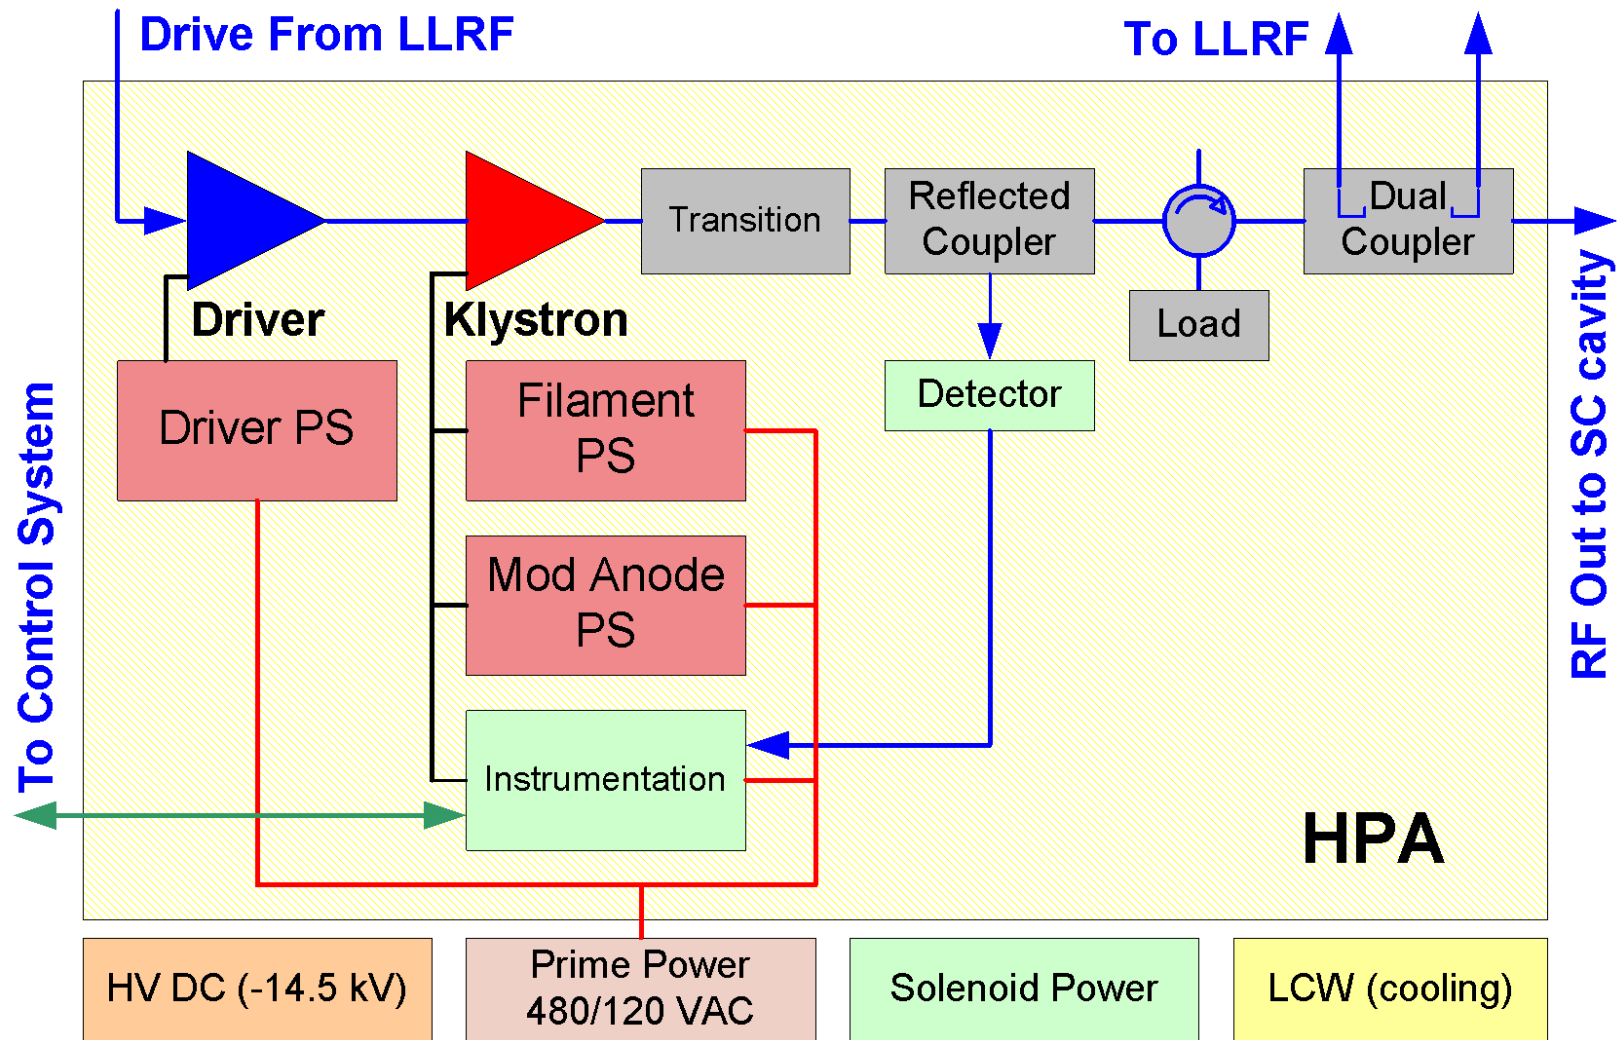 Drive From LLRF
To LLRF
Transition
Reflected
Coupler
Dual
Coupler
Driver
Klystron
Load
Driver PS
Filament
PS
Detector
Mod Anode
PS
Instrumentation
To Control System
RF Out to SC cavity
HPA
HV DC (-14.5 kV)
Prime Power
480/120 VAC
Solenoid Power
LCW (cooling)